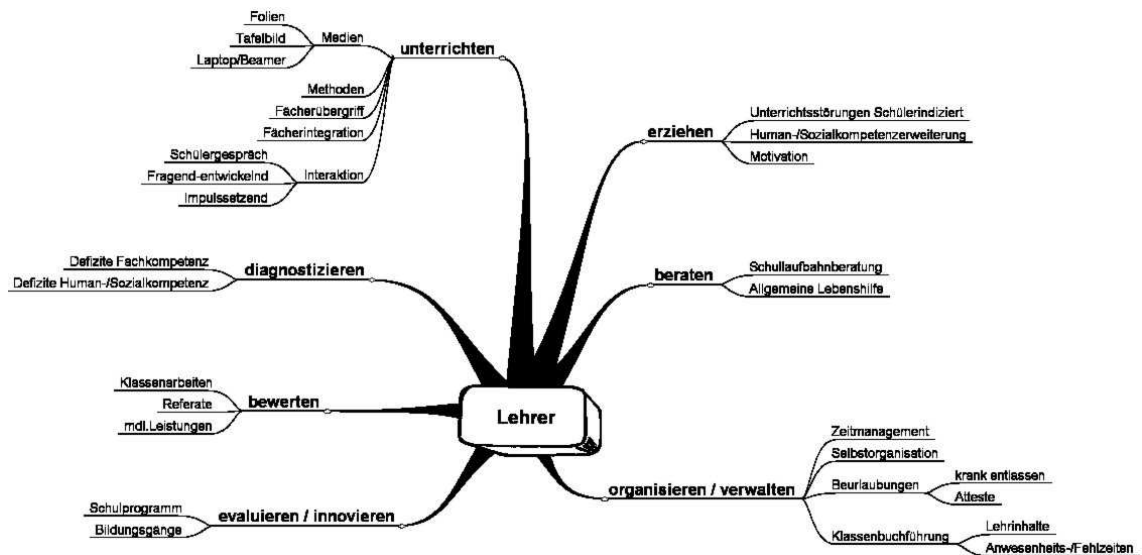 Folien
Tafelbild
Laptop/Beamer
Medien
unterrichten
Methoden
Fächerübergriff
Fächerintegration
Schülergespräch
Fragend-entwickelnd
Impulssetzend
Interaktion
erziehen
Unterrichtsstörungen Schülerindiziert
Human-/Sozialkompetenzerweiterung
Motivation
Defizite Fachkompetenz
Defizite Human-/Sozialkompetenz
diagnostizieren
beraten
Schullaufbahnberatung
Allgemeine Lebenshilfe
Klassenarbeiten
Referate
mdl.Leistungen
bewerten
Lehrer
Schulprogramm
Bildungsgänge
evaluieren / innovieren
organisieren / verwalten
Zeitmanagement
Selbstorganisation
Beurlaubungen
krank entlassen
Atteste
Klassenbuchführung
Lehrinhalte
Anwesenheits-/Fehlzeiten